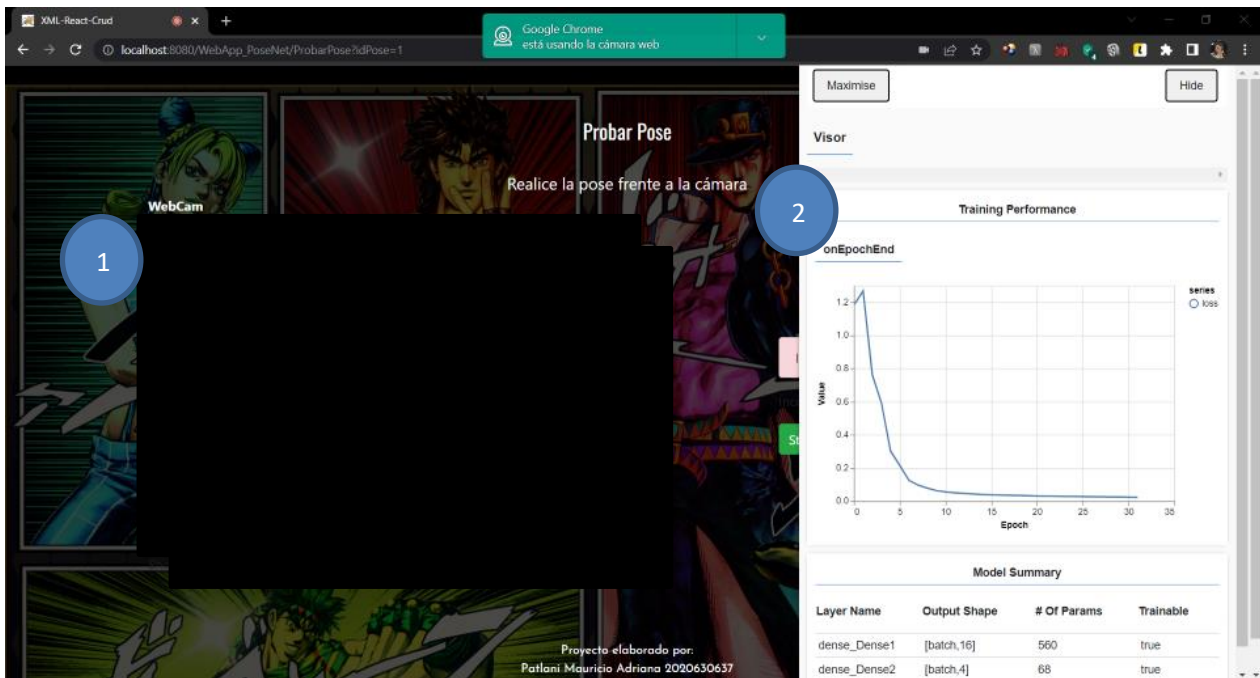 XML-React-Crud
Google Chrome
está usando la cámara web
localhost:8080/WebApp_PoseNet/ProbarPose?idPose=1
Maximise
Hide
Probar Pose
Visor
Realice la pose frente a la cámara
WebCam
1
2
Training Performance
onEpochEnd
series
loss
1.2
1.0
0.8
0.6
0.4
0.2
0.0
Value
0 5 10 15 20 25 30 35
Epoch
St
Model Summary
Layer Name Output Shape # Of Params Trainable
dense_Dense1 [batch,16] 560 true
dense_Dense2 [batch,4] 68 true
Proyecto elaborado por:
Patlani Mauricio Adriana 2020630637